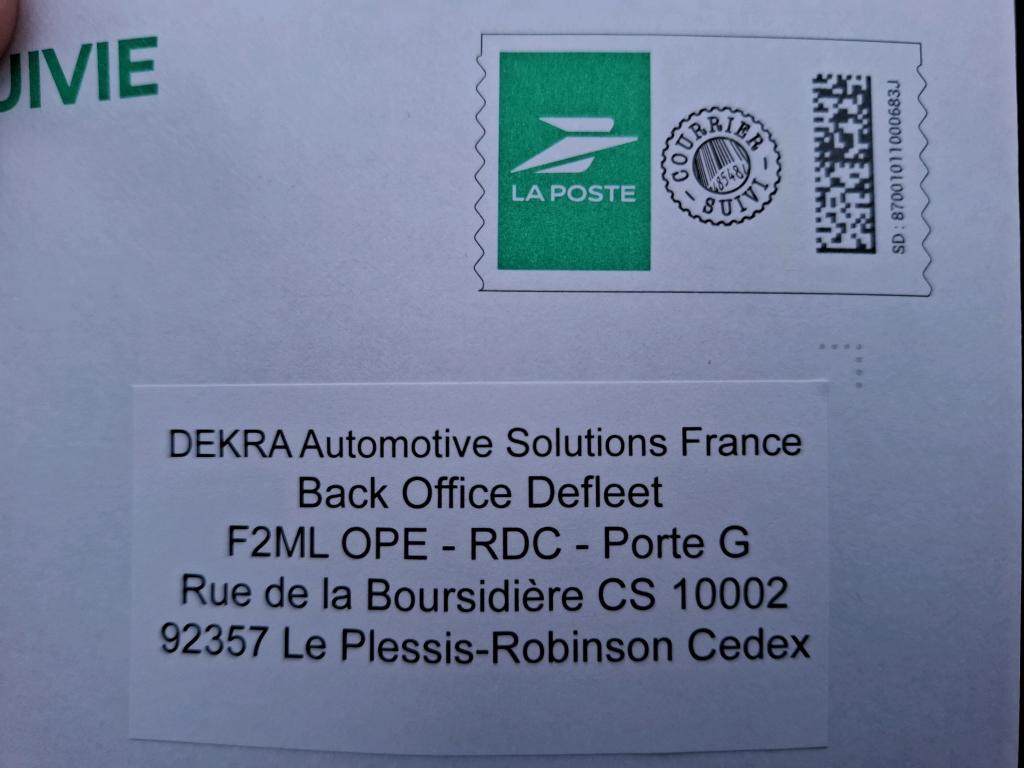 UIVIE
LA POSTE
COURRIER
SUIVI
SD : 87001011000683J
DEKRA Automotive Solutions France
Back Office Defleet
F2ML OPE - RDC - Porte G
Rue de la Boursidière CS 10002
92357 Le Plessis-Robinson Cedex